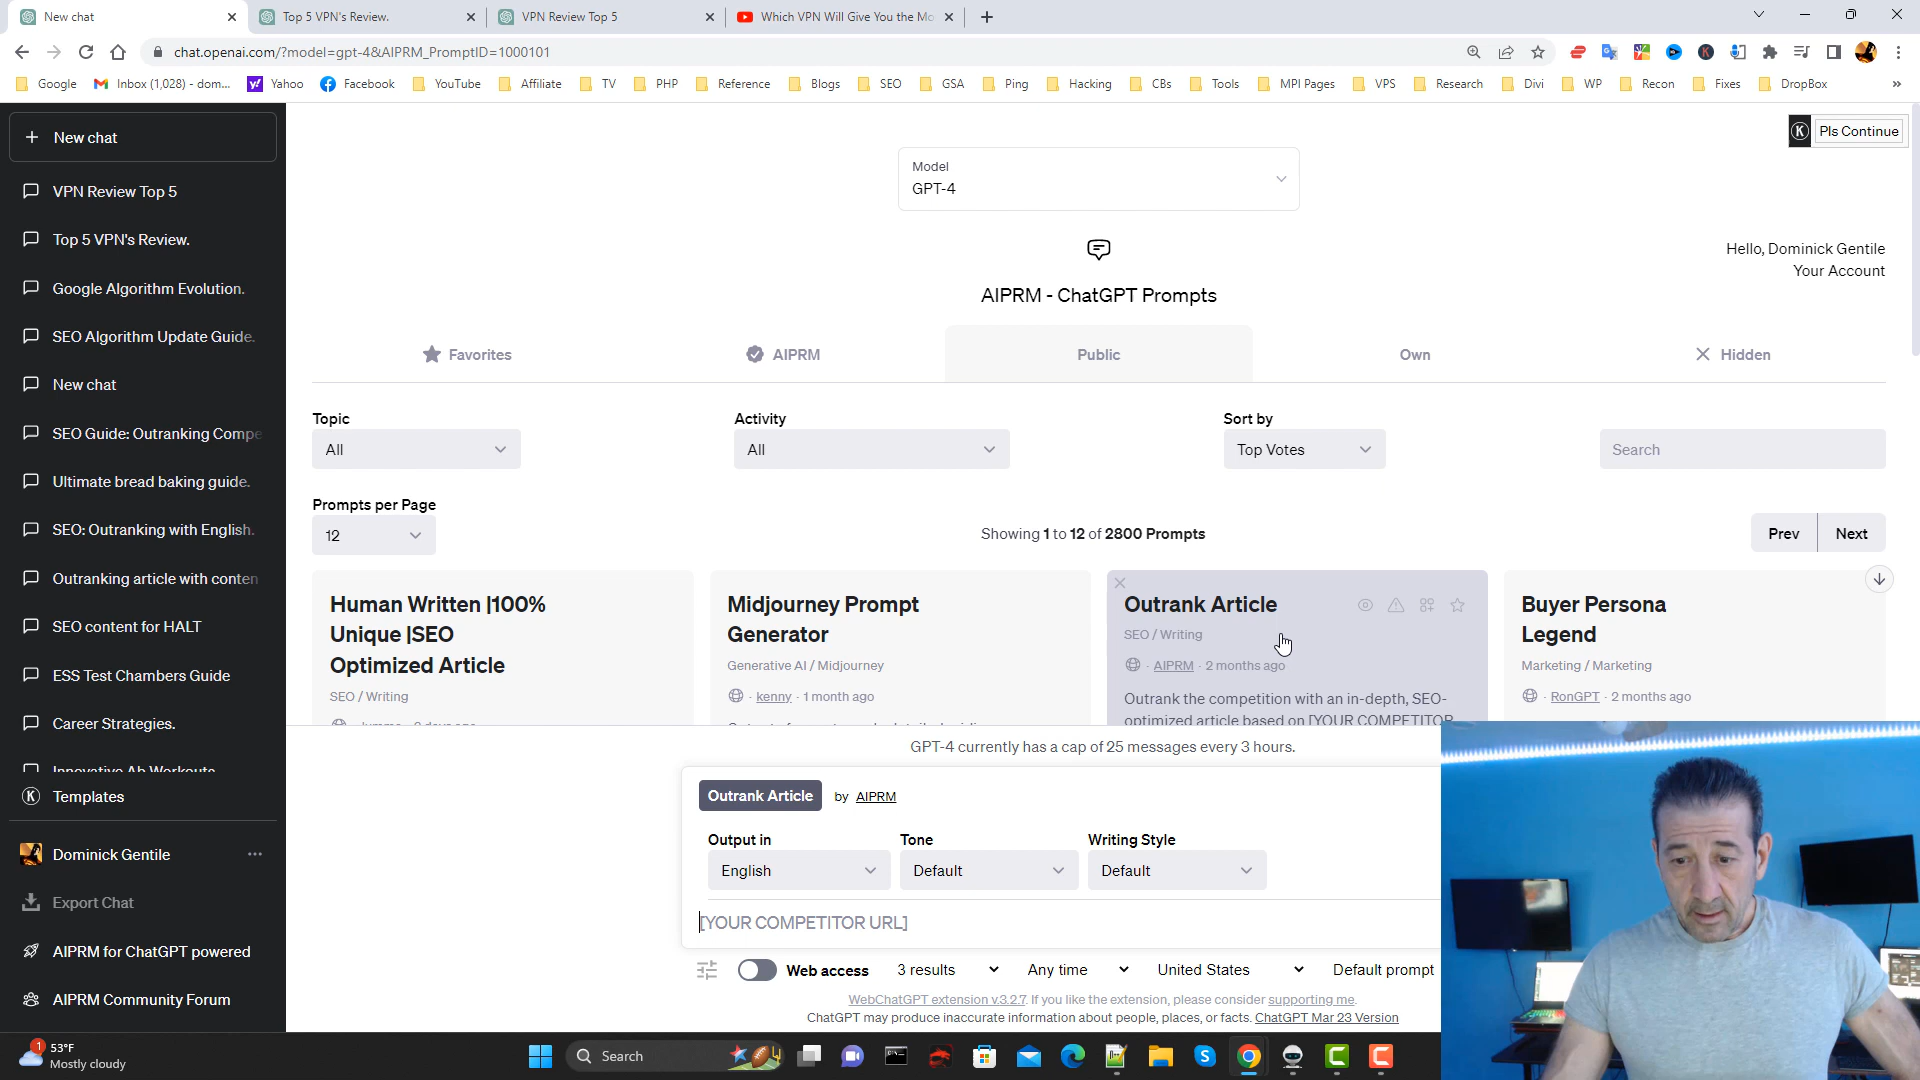 New chat
Top 5 VPN's Review.
VPN Review Top 5
Which VPN Will Give You the Mo
chat.openai.com/?model=gpt-4&AIPRM_PromptID=1000101
Google
Inbox (1,028) - dom...
Yahoo
Facebook
YouTube
Affiliate
TV
PHP
Reference
Blogs
SEO
GSA
Ping
Hacking
CBs
Tools
MPI Pages
VPS
Research
Divi
WP
Recon
Fixes
DropBox
»
New chat
VPN Review Top 5
Top 5 VPN's Review.
Google Algorithm Evolution.
SEO Algorithm Update Guide.
New chat
SEO Guide: Outranking Compe
Ultimate bread baking guide.
SEO: Outranking with English.
Outranking article with conten
SEO content for HALT
ESS Test Chambers Guide
Career Strategies.
Innovative Ab Workouts
Templates
Dominick Gentile
Export Chat
AIPRM for ChatGPT powered
AIPRM Community Forum
K Pls Continue
Model
GPT-4
Hello, Dominick Gentile
Your Account
AIPRM - ChatGPT Prompts
Favorites
AIPRM
Public
Own
Hidden
Topic
All
Activity
All
Sort by
Top Votes
Search
Prompts per Page
12
Showing 1 to 12 of 2800 Prompts
Prev
Next
Human Written |100%
Unique |SEO
Optimized Article
SEO / Writing
Midjourney Prompt
Generator
Generative AI / Midjourney
· kenny · 1 month ago
Outrank Article
SEO / Writing
· AIPRM · 2 months ago
Outrank the competition with an in-depth, SEO-
optimized article based on [YOUR COMPETITOR
Buyer Persona
Legend
Marketing / Marketing
· RonGPT · 2 months ago
GPT-4 currently has a cap of 25 messages every 3 hours.
Outrank Article by AIPRM
Output in
English
Tone
Default
Writing Style
Default
[YOUR COMPETITOR URL]
Web access
3 results
Any time
United States
Default prompt
WebChatGPT extension v.3.2.7. If you like the extension, please consider supporting me.
ChatGPT may produce inaccurate information about people, places, or facts. ChatGPT Mar 23 Version
1
53°F
Mostly cloudy
Search